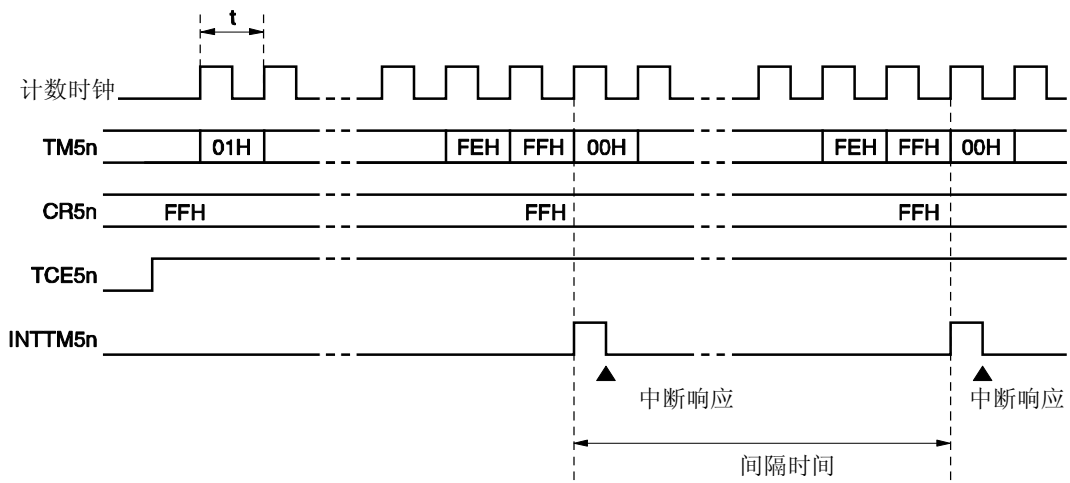 t
计数时钟
TM5n 01H FEH FFH 00H FEH FFH 00H
CR5n FFH FFH FFH
TCE5n
INTTM5n
中断响应 中断响应
间隔时间